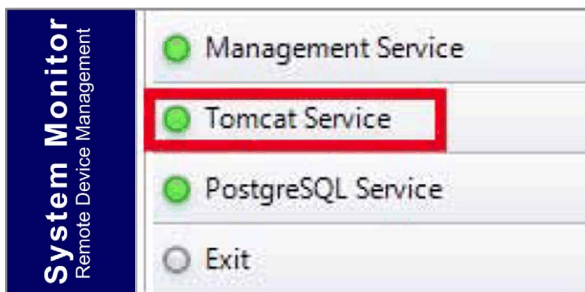 System Monitor
Remote Device Management
Management Service
Tomcat Service
PostgreSQL Service
Exit